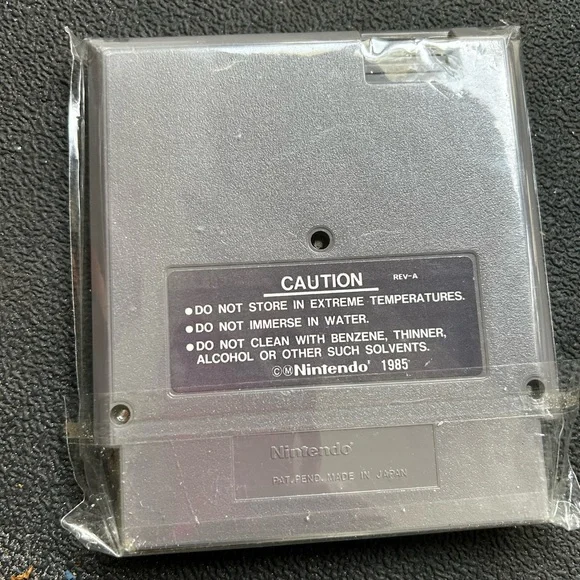 CAUTION REV-A
●DO NOT STORE IN EXTREME TEMPERATURES.
●DO NOT IMMERSE IN WATER.
●DO NOT CLEAN WITH BENZENE, THINNER,
ALCOHOL OR OTHER SUCH SOLVENTS.
©Ⓜ Nintendo® 1985
Nintendo
PAT. PEND. MADE IN JAPAN